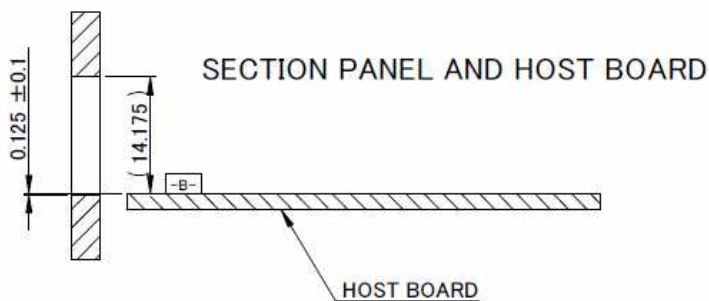 SECTION PANEL AND HOST BOARD
0.125 ±0.1
( 14.175 )
-B-
HOST BOARD